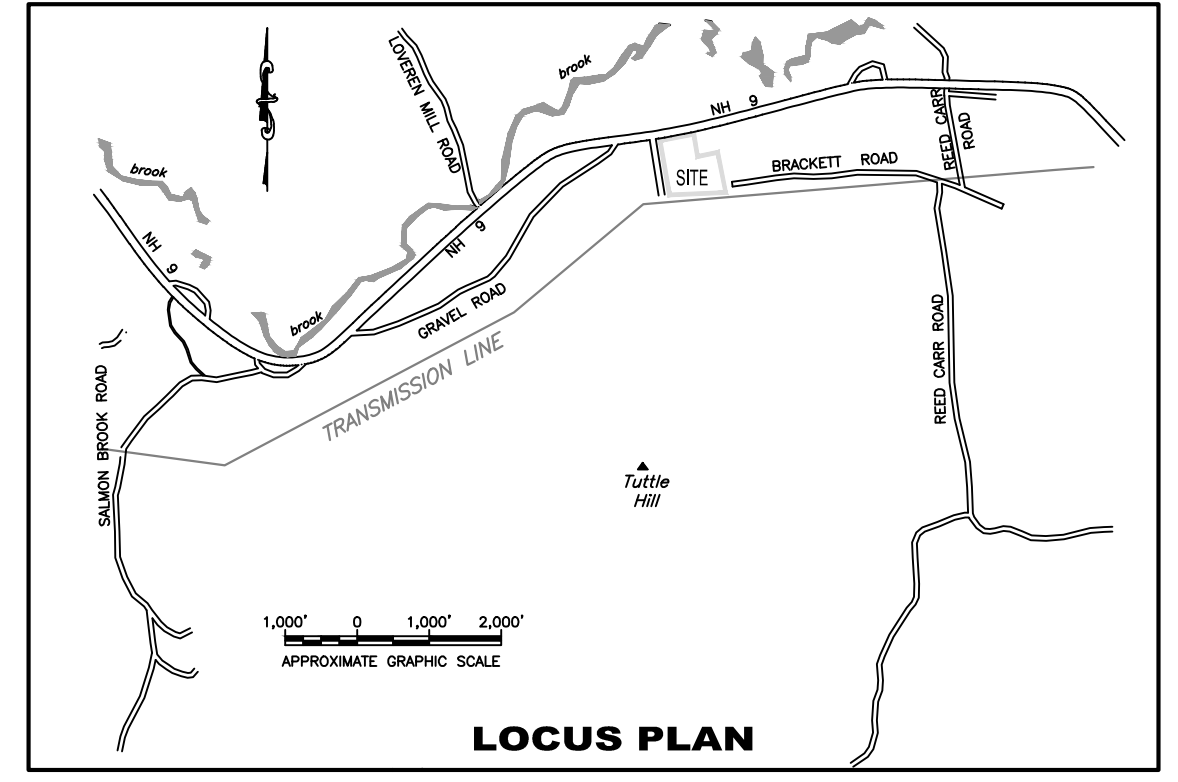 LOVEREN MILL ROAD
brook
NH 9
REED CARR
ROAD
BRACKETT ROAD
SITE
brook
NH 9
NH 9
GRAVEL ROAD
brook
TRANSMISSION LINE
REED CARR ROAD
SALMON BROOK ROAD
Tuttle
Hill
1,000' 0 1,000' 2,000'
APPROXIMATE GRAPHIC SCALE
LOCUS PLAN